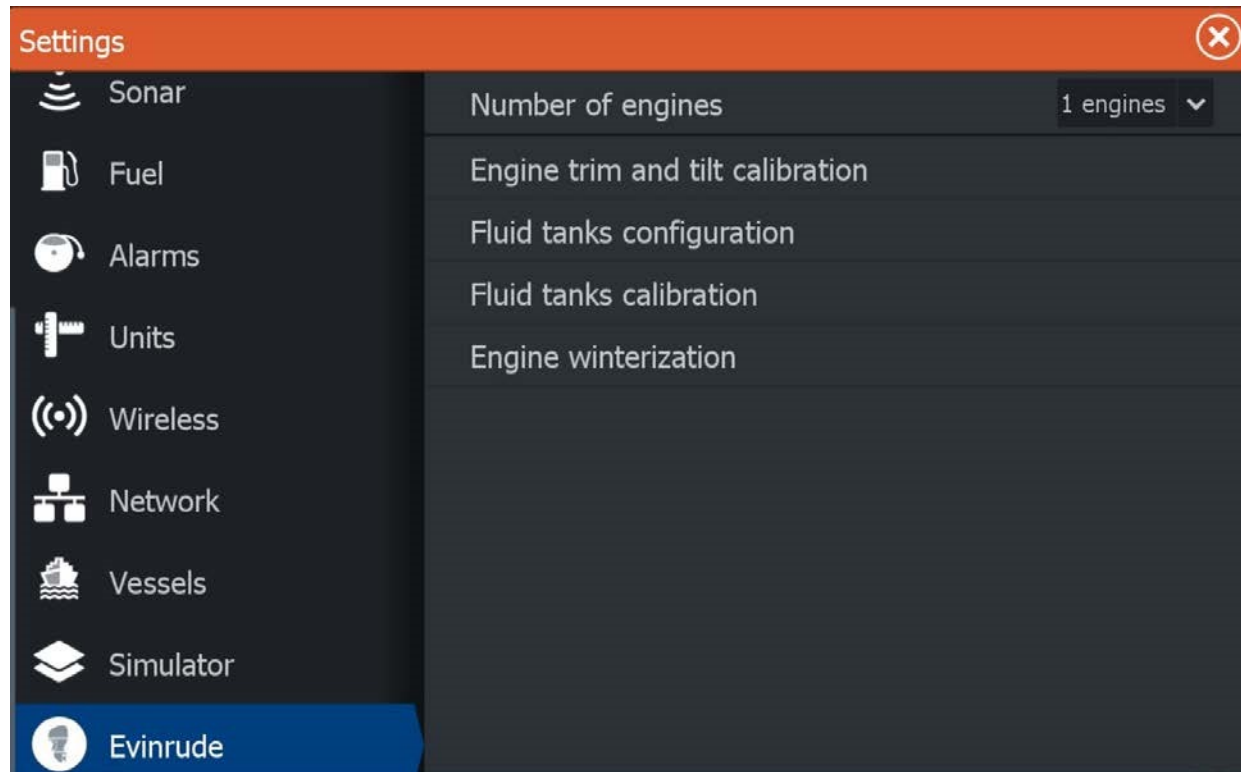 Settings
Sonar
Fuel
Alarms
Units
Wireless
Network
Vessels
Simulator
Evinrude
Number of engines 1 engines
Engine trim and tilt calibration
Fluid tanks configuration
Fluid tanks calibration
Engine winterization